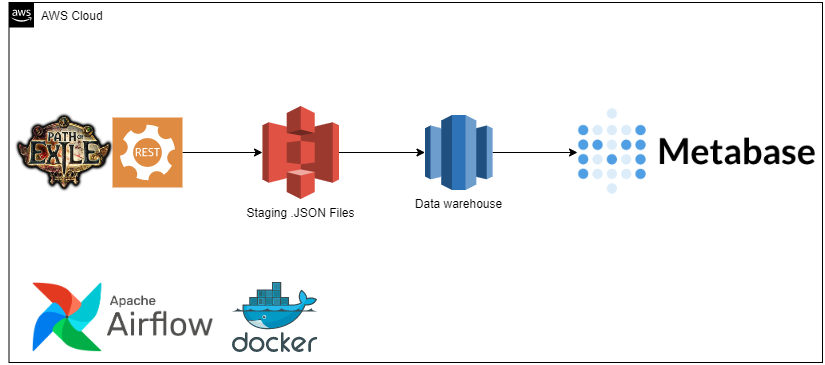 aws
AWS Cloud
PATH OF
EXILE
REST
Metabase
Staging .JSON Files
Data warehouse
Apache
Airflow
docker